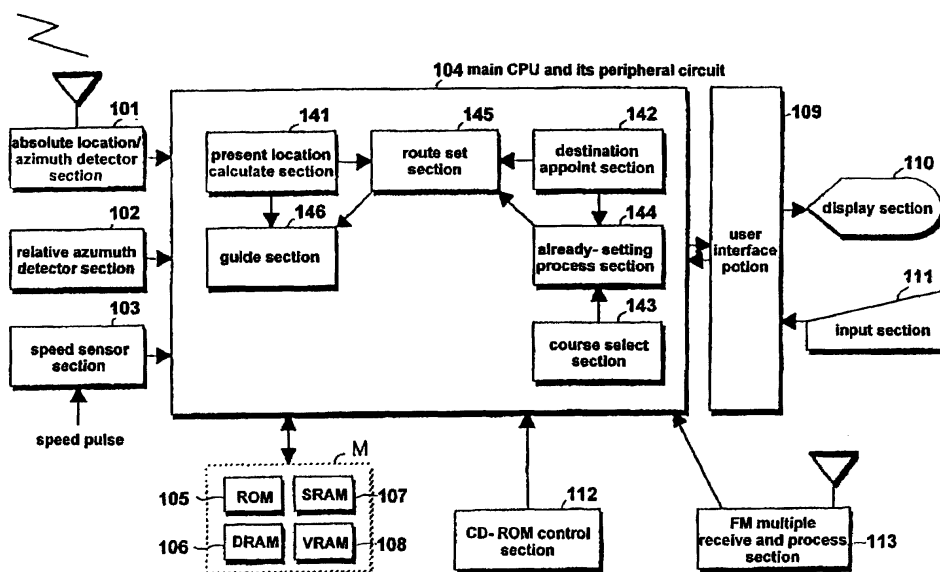 104 main CPU and its peripheral circuit
101
absolute location/
azimuth detector
section
141
present location
calculate section
145
route set
section
142
destination
appoint section
109
110
display section
102
relative azumuth
detector section
146
guide section
144
already- setting
process section
user
interface
potion
111
input section
103
speed sensor
section
143
course select
section
speed pulse
M
105
ROM
SRAM
107
106
DRAM
VRAM
108
112
CD- ROM control
section
FM multiple
receive and process
section
113